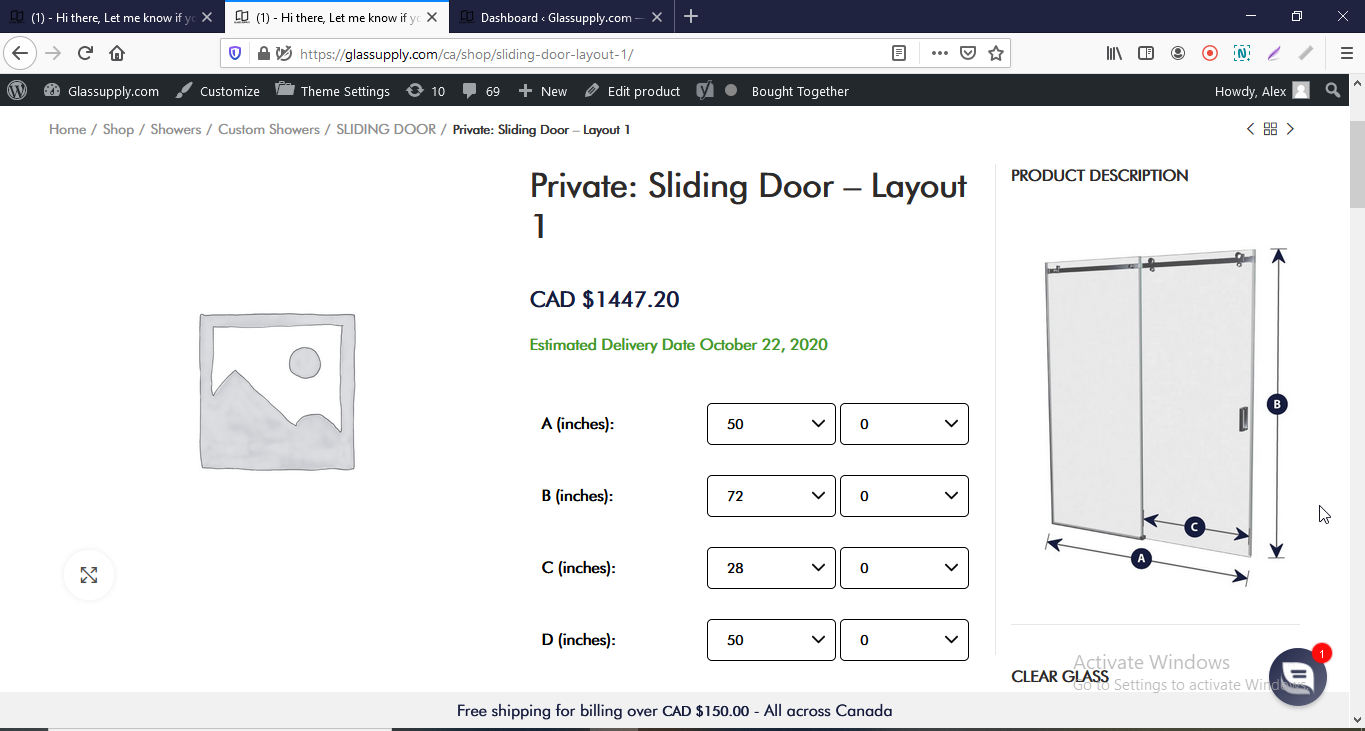 (1) - Hi there, Let me know if yo
(1) - Hi there, Let me know if yo
Dashboard ‹ Glassupply.com —
https://glassupply.com/ca/shop/sliding-door-layout-1/
Glassupply.com Customize Theme Settings 10 69 New Edit product Bought Together Howdy, Alex
Home / Shop / Showers / Custom Showers / SLIDING DOOR / Private: Sliding Door – Layout 1
Private: Sliding Door – Layout
1
CAD $1447.20
Estimated Delivery Date October 22, 2020
A (inches): 50 0
B (inches): 72 0
C (inches): 28 0
D (inches): 50 0
PRODUCT DESCRIPTION
B
C
A
CLEAR GLASS
Activate Windows
Go to Settings to activate Windows.
1
Free shipping for billing over CAD $150.00 - All across Canada